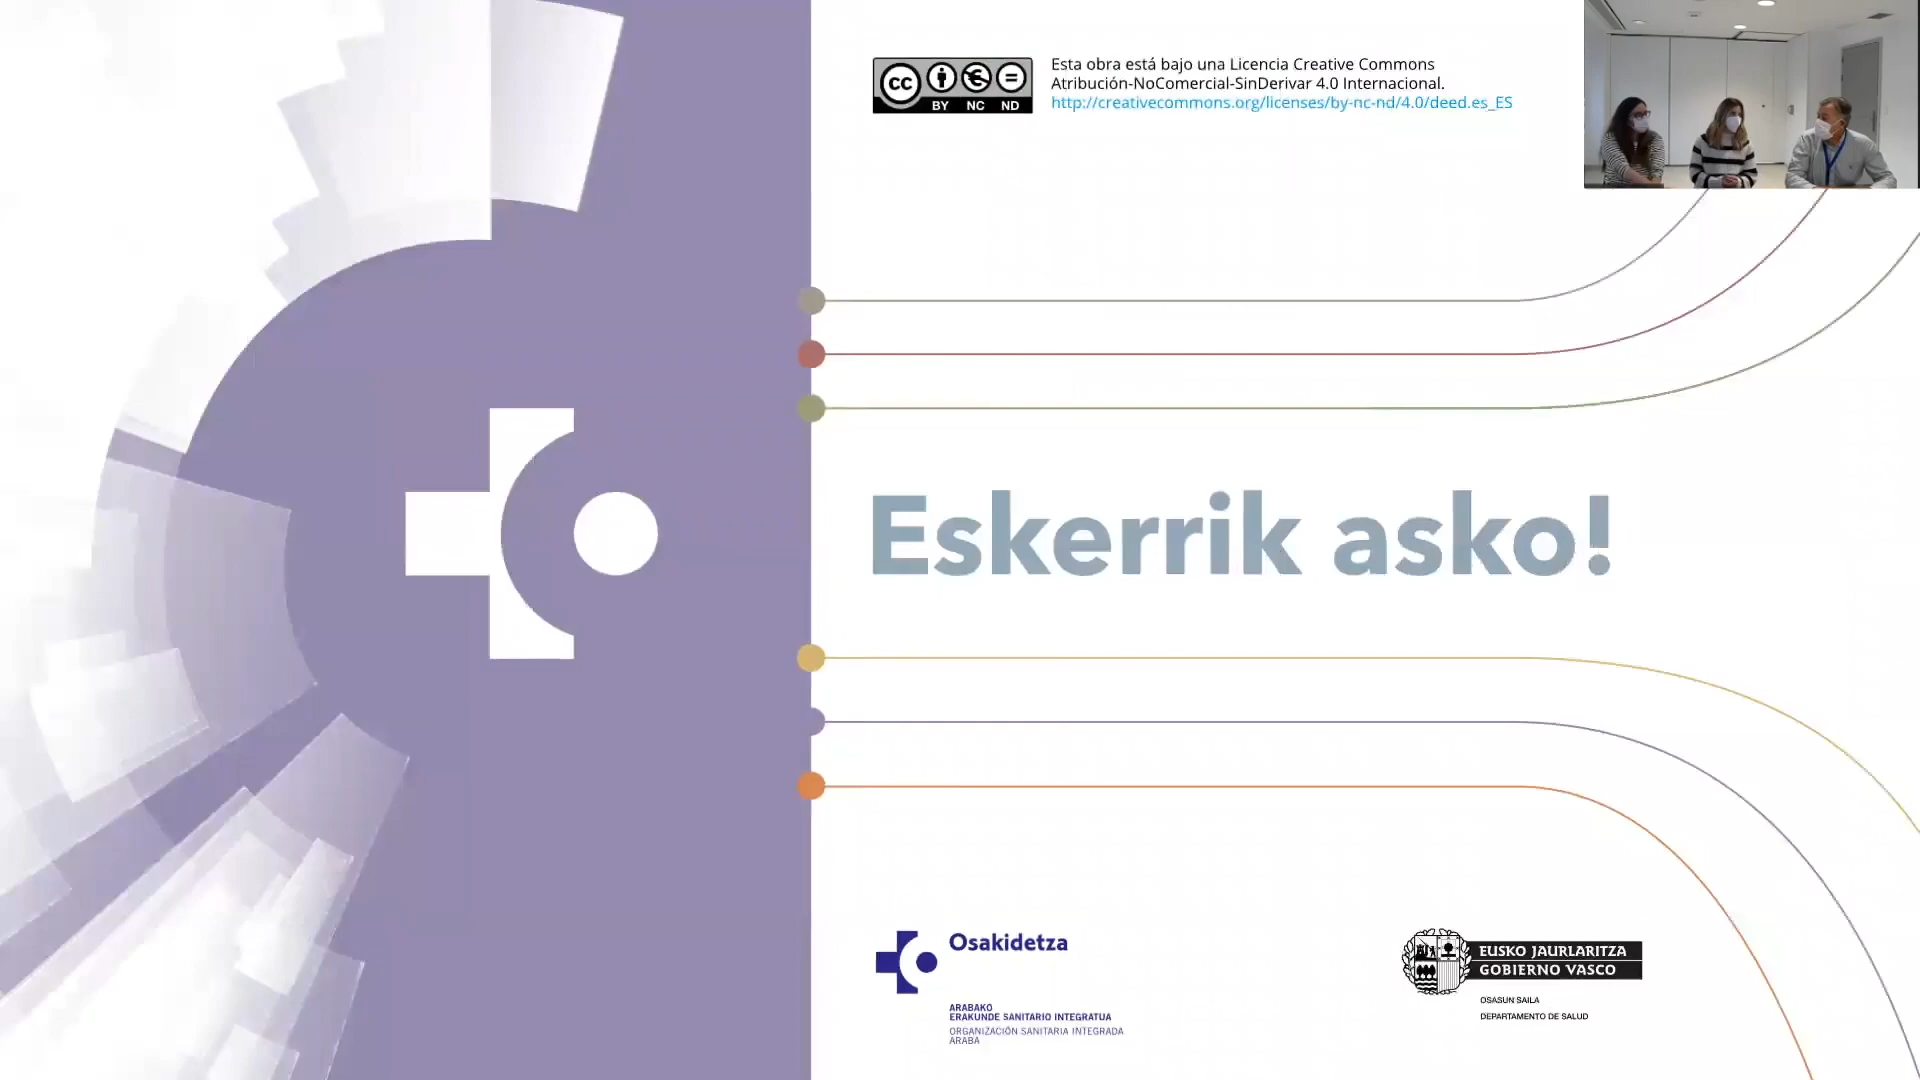 cc BY NC ND
Esta obra está bajo una Licencia Creative Commons
Atribución-NoComercial-SinDerivar 4.0 Internacional.
http://creativecommons.org/licenses/by-nc-nd/4.0/deed.es_ES
Eskerrik asko!
Osakidetza
ARABAKO
ERAKUNDE SANITARIO INTEGRATUA
ORGANIZACIÓN SANITARIA INTEGRADA
ARABA
EUSKO JAURLARITZA
GOBIERNO VASCO
OSASUN SAILA
DEPARTAMENTO DE SALUD